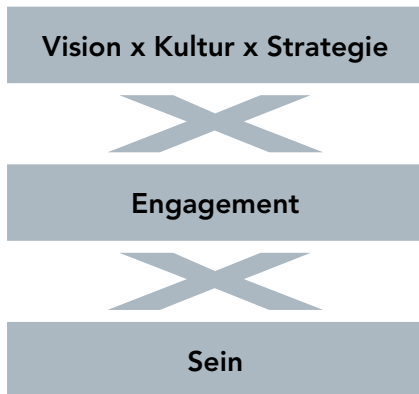 Vision x Kultur x Strategie
Engagement
Sein